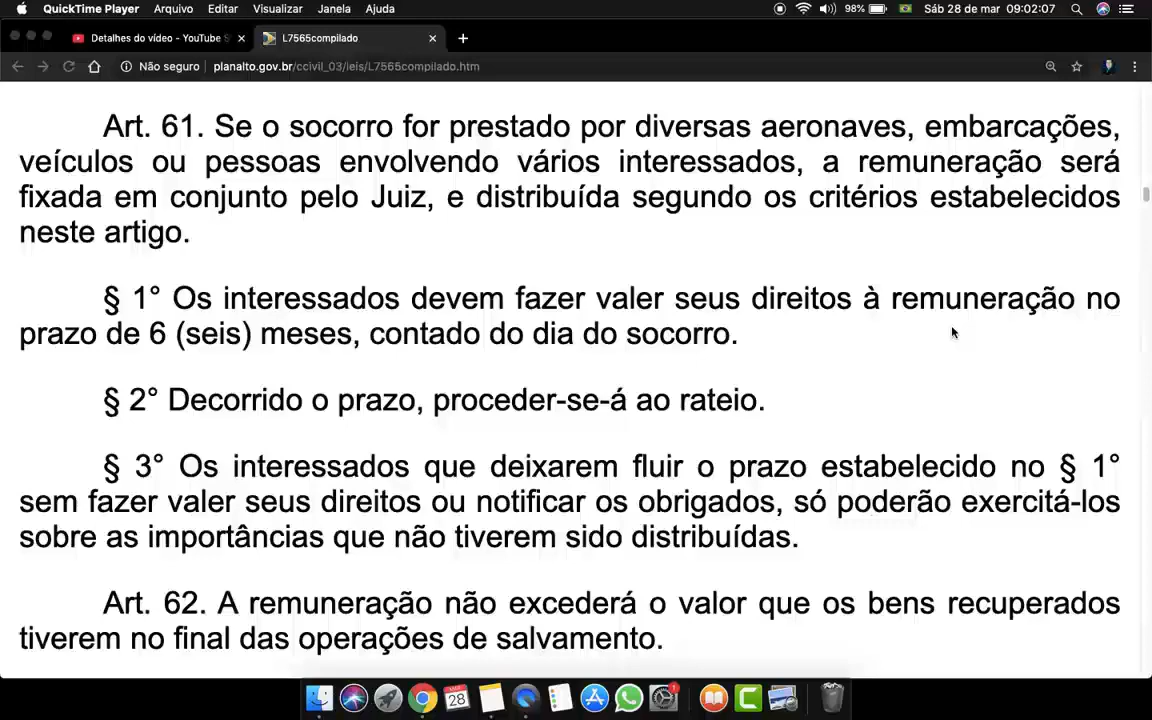 QuickTime Player Arquivo Editar Visualizar Janela Ajuda 98% Sáb 28 de mar 09:02:07
Detalhes do vídeo - YouTube S L7565compilado
Não seguro planalto.gov.br/ccivil_03/leis/L7565compilado.htm
Art. 61. Se o socorro for prestado por diversas aeronaves, embarcações,
veículos ou pessoas envolvendo vários interessados, a remuneração será
fixada em conjunto pelo Juiz, e distribuída segundo os critérios estabelecidos
neste artigo.
§ 1° Os interessados devem fazer valer seus direitos à remuneração no
prazo de 6 (seis) meses, contado do dia do socorro.
§ 2° Decorrido o prazo, proceder-se-á ao rateio.
§ 3° Os interessados que deixarem fluir o prazo estabelecido no § 1°
sem fazer valer seus direitos ou notificar os obrigados, só poderão exercitá-los
sobre as importâncias que não tiverem sido distribuídas.
Art. 62. A remuneração não excederá o valor que os bens recuperados
tiverem no final das operações de salvamento.
28